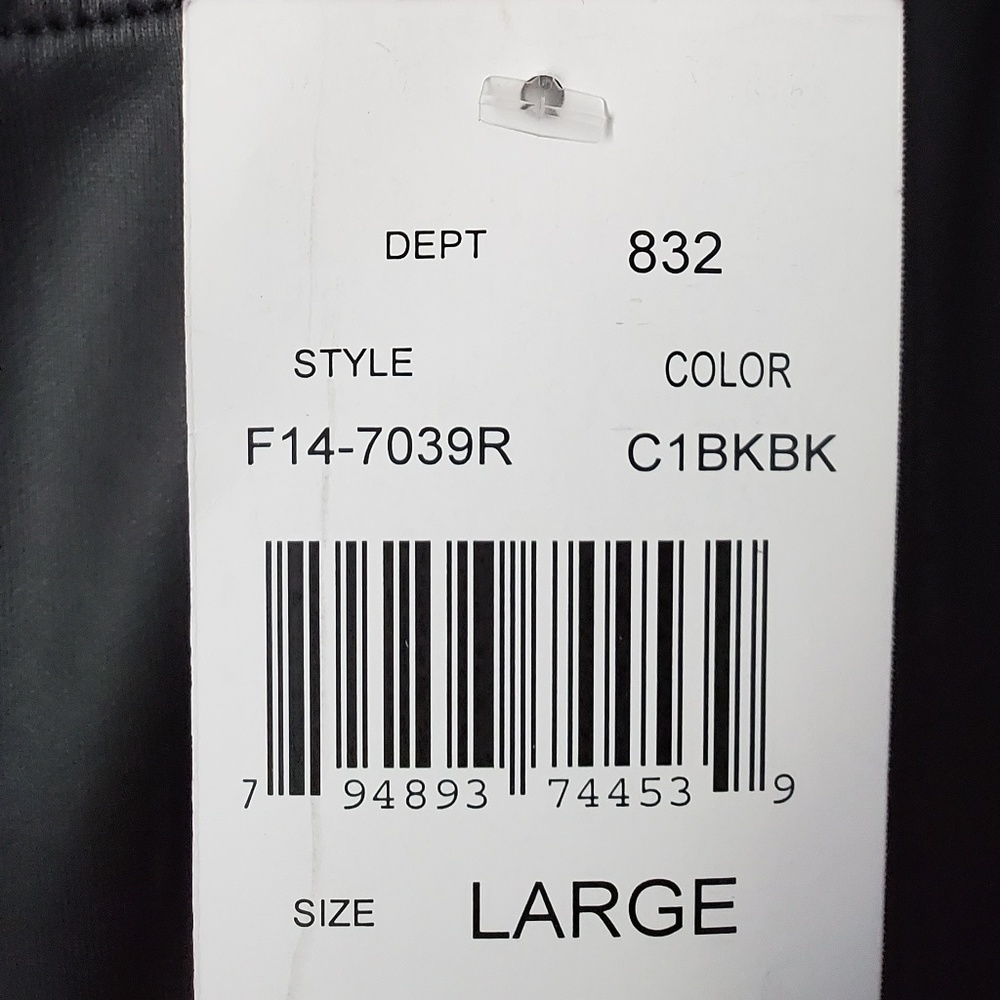 DEPT 832
STYLE COLOR
F14-7039R C1BKBK
7 94893 74453 9
SIZE LARGE